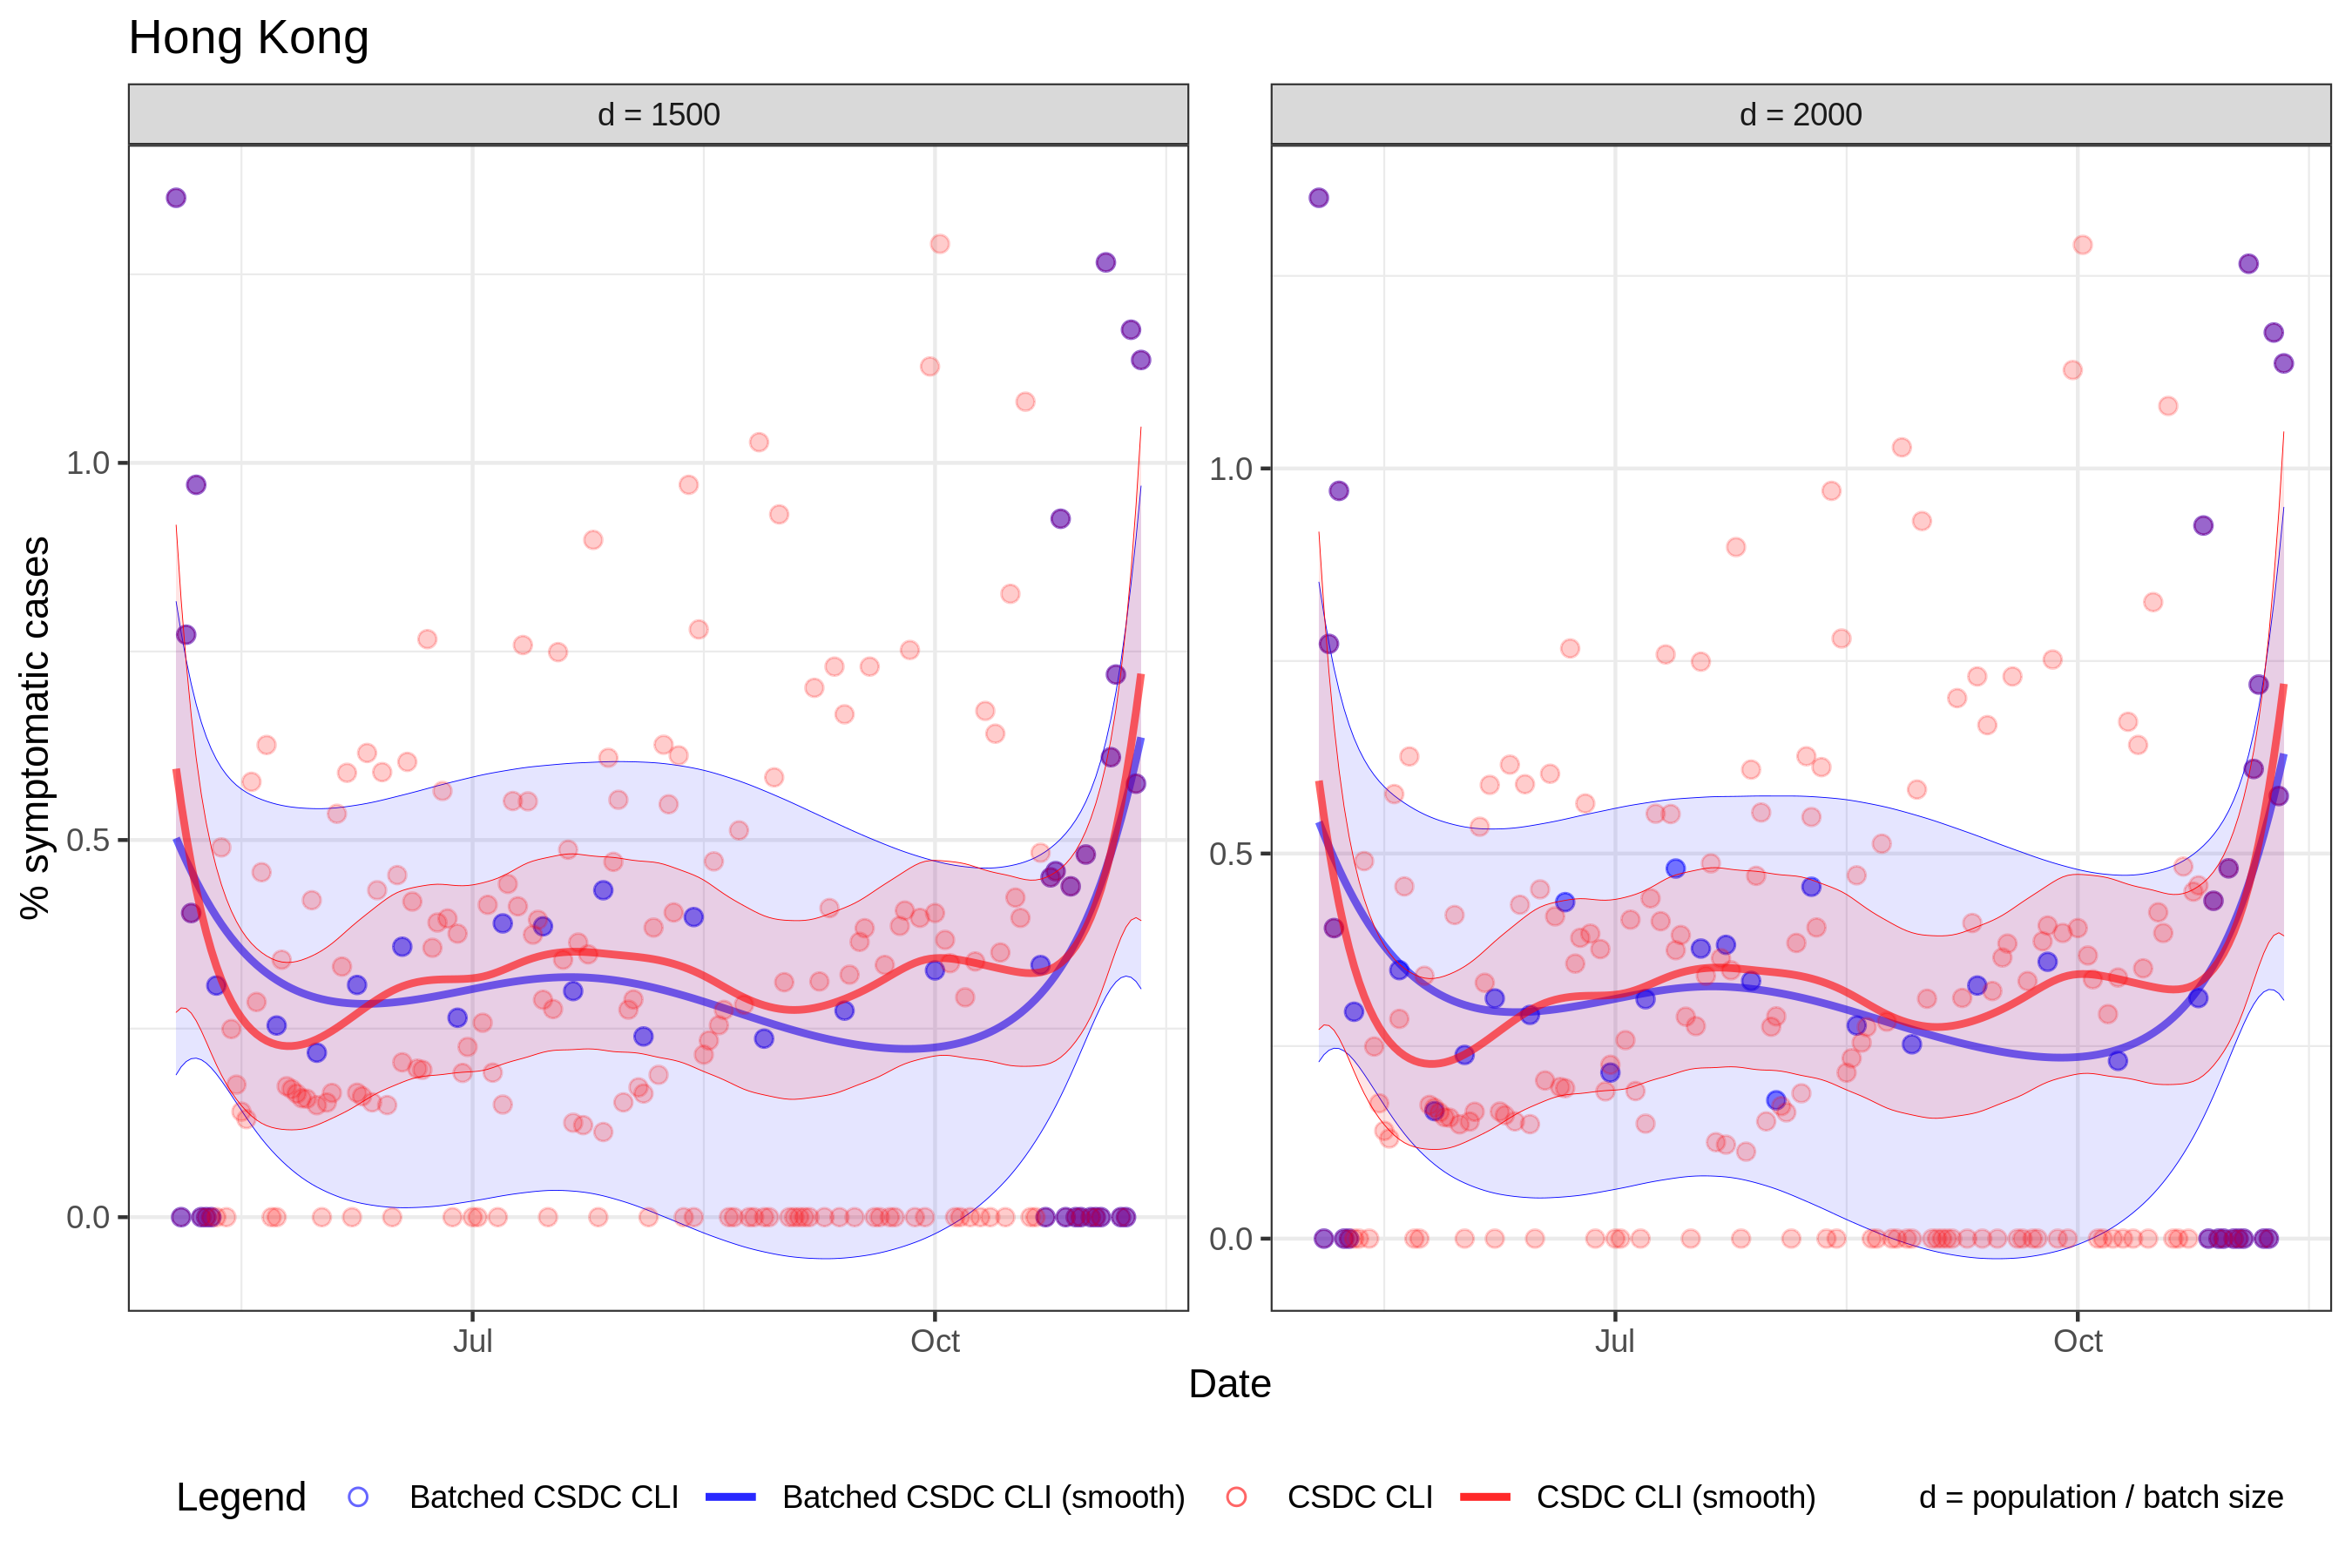 Hong Kong
d = 1500
d = 2000
% symptomatic cases
1.0
0.5
0.0
1.0
0.5
0.0
Jul
Oct
Jul
Oct
Date
Legend
Batched CSDC CLI
Batched CSDC CLI (smooth)
CSDC CLI
CSDC CLI (smooth)
d = population / batch size